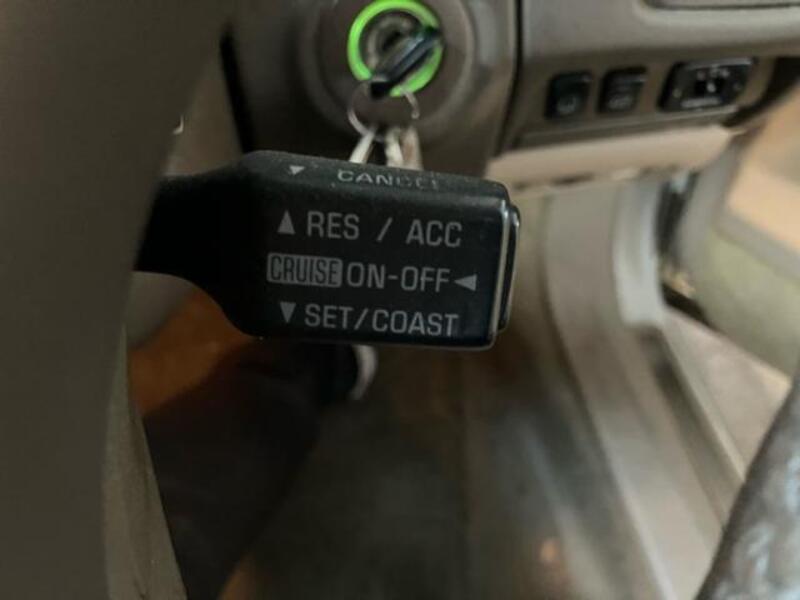 ▼ CANCEL
▲ RES / ACC
CRUISE ON-OFF ◄
▼ SET/COAST